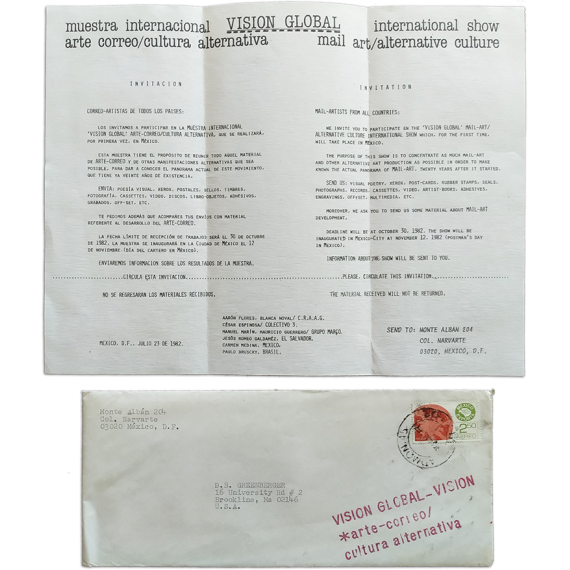 muestra internacional VISION GLOBAL international show
arte correo/cultura alternativa mail art/alternative culture
INVITACION
CORREO-ARTISTAS DE TODOS LOS PAISES:
LOS INVITAMOS A PARTICIPAR EN LA MUESTRA INTERNACIONAL
'VISION GLOBAL' ARTE-CORREO/CULTURA ALTERNATIVA, QUE SE REALIZARÁ,
POR PRIMERA VEZ, EN MÉXICO.
ESTA MUESTRA TIENE EL PROPÓSITO DE REUNIR TODO AQUEL MATERIAL
DE ARTE-CORREO Y DE OTRAS MANIFESTACIONES ALTERNATIVAS QUE SEA
POSIBLE, PARA DAR A CONOCER EL PANORAMA ACTUAL DE ESTE MOVIMIENTO,
QUE TIENE YA VEINTE AÑOS DE EXISTENCIA.
ENVIA: POESÍA VISUAL, XEROX, POSTALES, SELLOS, TIMBRES,
FOTOGRAFÍA, CASSETTES, VIDEO, DISCOS, LIBRO-OBJETOS, ADHESIVOS,
GRABADOS, OFF-SET, ETC.
TE PEDIMOS ADEMÁS QUE ACOMPAÑES TUS ENVÍOS CON MATERIAL
REFERENTE AL DESARROLLO DEL ARTE-CORREO.
LA FECHA LÍMITE DE RECEPCIÓN DE TRABAJOS SERÁ EL 30 DE OCTUBRE
DE 1982. LA MUESTRA SE INAUGURARÁ EN LA CIUDAD DE MÉXICO EL 12
DE NOVIEMBRE (DÍA DEL CARTERO EN MÉXICO).
ENVIAREMOS INFORMACION SOBRE LOS RESULTADOS DE LA MUESTRA.
CIRCULA ESTA INVITACION
NO SE REGRESARAN LOS MATERIALES RECIBIDOS.
MEXICO, D.F., JULIO 23 DE 1982.
INVITATION
MAIL-ARTISTS FROM ALL COUNTRIES:
WE INVITE YOU TO PARTICIPATE EN THE 'VISION GLOBAL' MAIL-ART/
ALTERNATIVE CULTURE INTERNATIONAL SHOW WHICH, FOR THE FIRST TIME,
WILL TAKE PLACE IN MÉXICO.
THE PURPOSE OF THIS SHOW IS TO CONCENTRATE AS MUCH MAIL-ART
AND OTHER ALTERNATIVE ART PRODUCTION AS POSSIBLE, IN ORDER TO MAKE
KNOWN THE ACTUAL PANORAMA OF MAIL-ART, TWENTY YEARS AFTER IT STARTED.
SEND US: VISUAL POETRY, XEROX, POST-CARDS, RUBBER STAMPS, SEALS,
PHOTOGRAPHS, RECORDS, CASSETTES, VIDEO, ARTIST-BOOKS, ADHESIVES,
ENGRAVINGS, OFFSET, MULTIMEDIA, ETC.
MOREOVER, WE ASK YOU TO SEND US SOME MATERIAL ABOUT MAIL-ART
DEVELOPMENT.
DEADLINE WILL BE AT OCTOBER 30, 1982. THE SHOW WILL BE
INAUGURATED IN MÉXICO-CITY AT NOVEMBER 12, 1982 (POSTMAN'S DAY
IN MÉXICO).
INFORMATION ABOUT THE SHOW WILL BE SENT TO YOU.
PLEASE, CIRCULATE THIS INVITATION
THE MATERIAL RECEIVED WILL NOT BE RETURNED.
AARÓN FLORES, BLANCA NOVAL/ C.R.A.A.G.
CÉSAR ESPINOSA/ COLECTIVO 3.
MANUEL MARÍN, MAURICIO GUERRERO/ GRUPO MARÇO.
JESÚS ROMEO GALDÁMEZ, EL SALVADOR.
CARMEN MEDINA, MEXICO.
PAULO BRUSCKY, BRASIL.
SEND TO: MONTE ALBAN 204
COL. NARVARTE
03020, MEXICO, D.F.
Monte Albán 204
Col. Narvarte
03020 México, D.F.
D.B. GREENBERGER
16 University Rd # 2
Brookline, Ma 02146
U.S.A.
VISION GLOBAL-VISION
*arte-correo/
cultura alternativa